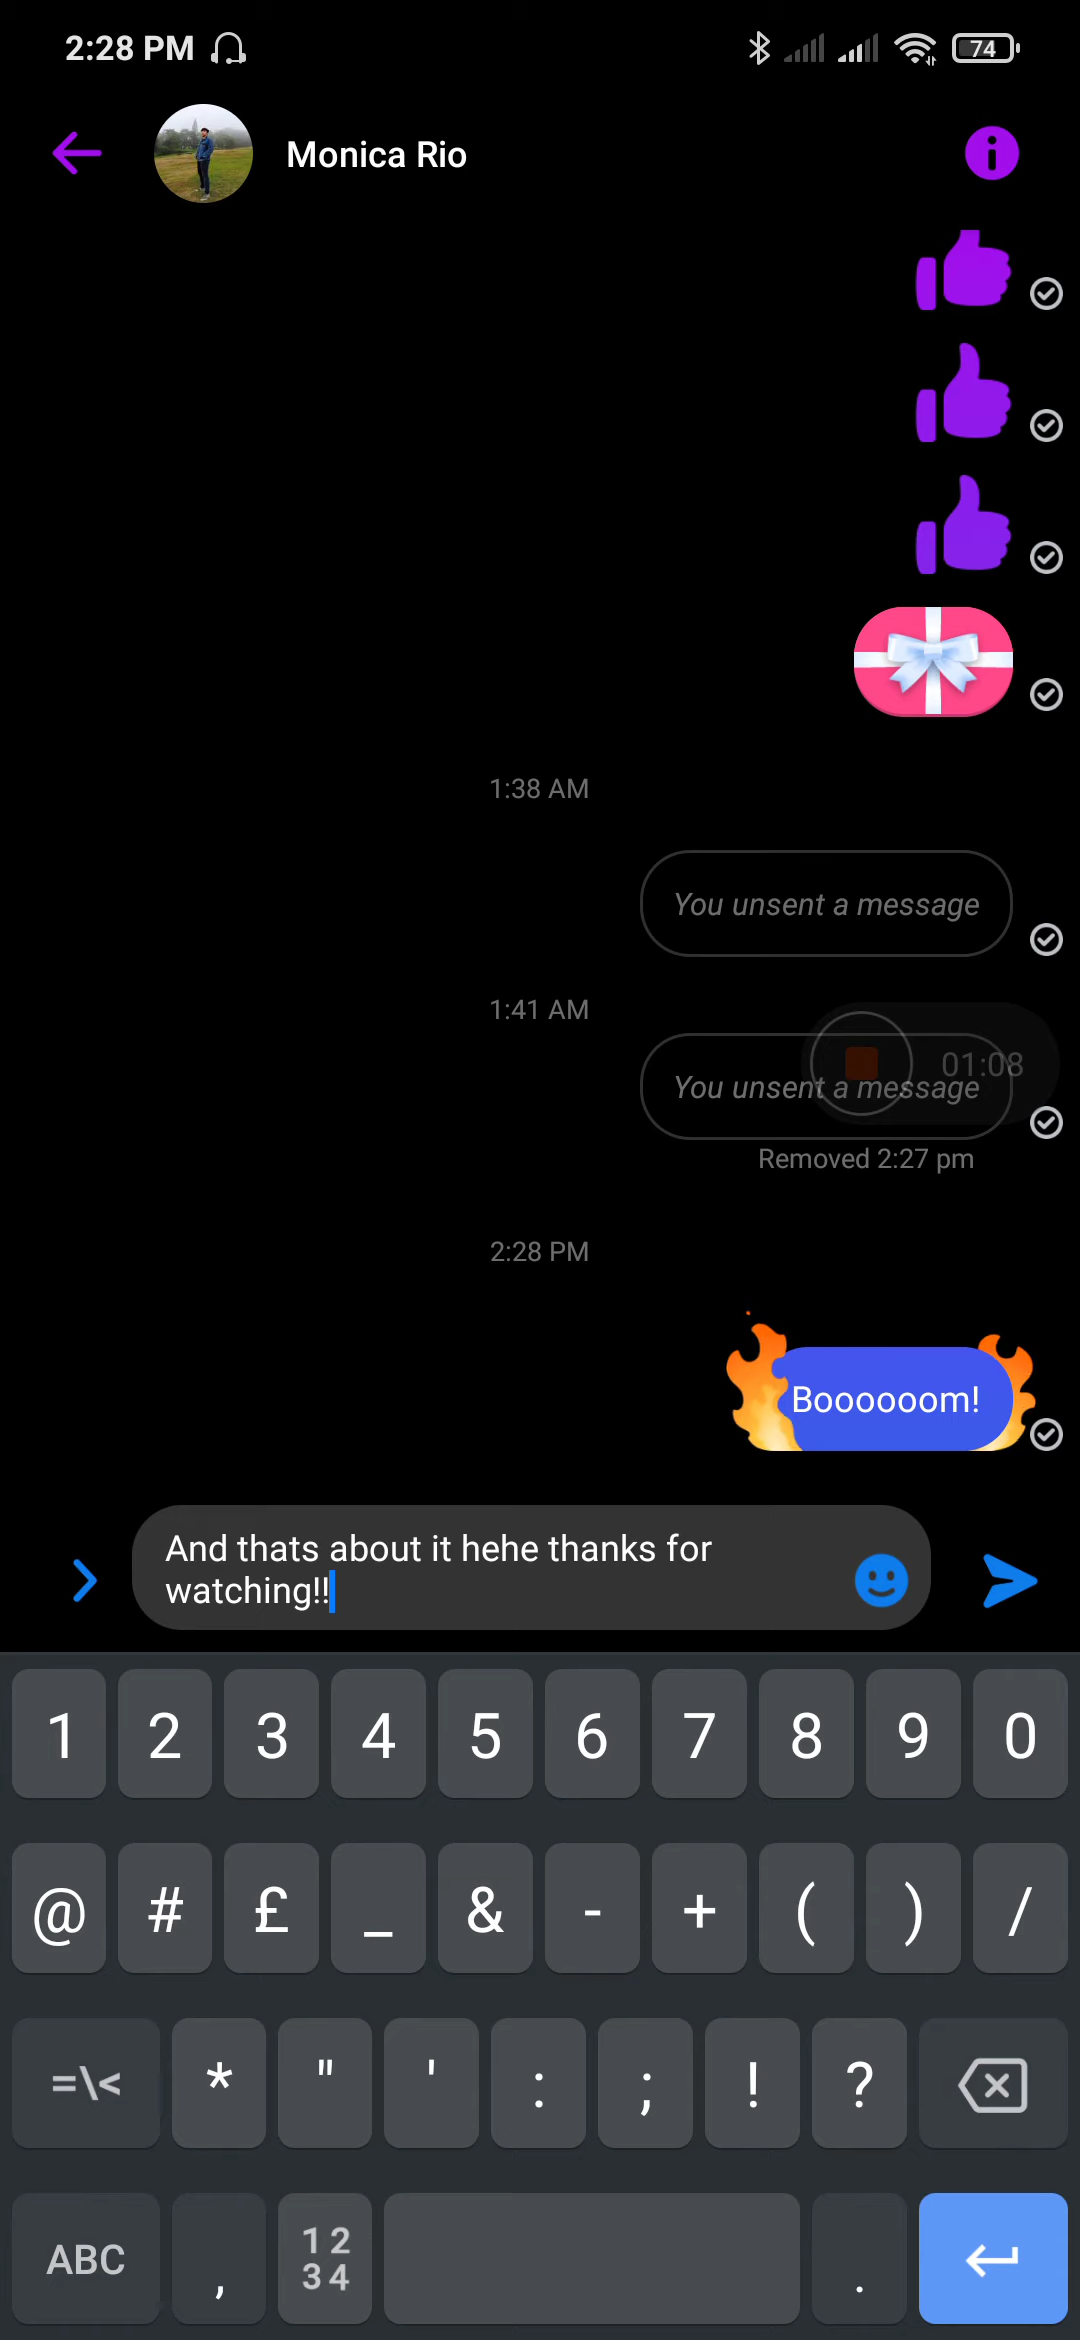 2:28 PM
74
Monica Rio
1:38 AM
You unsent a message
1:41 AM
01:08
You unsent a message
Removed 2:27 pm
2:28 PM
Boooooom!
And thats about it hehe thanks for
watching!!
1 2 3 4 5 6 7 8 9 0
@ # £ _ & - + ( ) /
=\< * " ' : ; ! ?
ABC , 12 .
34